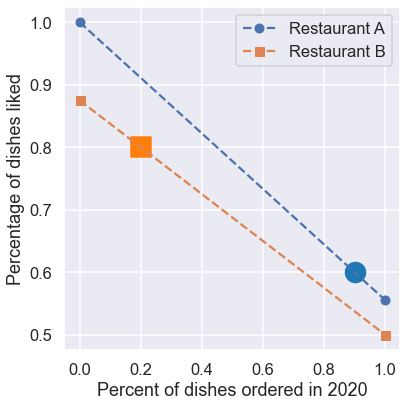 Restaurant A
Restaurant B
Percentage of dishes liked
1.0
0.9
0.8
0.7
0.6
0.5
0.0 0.2 0.4 0.6 0.8 1.0
Percent of dishes ordered in 2020